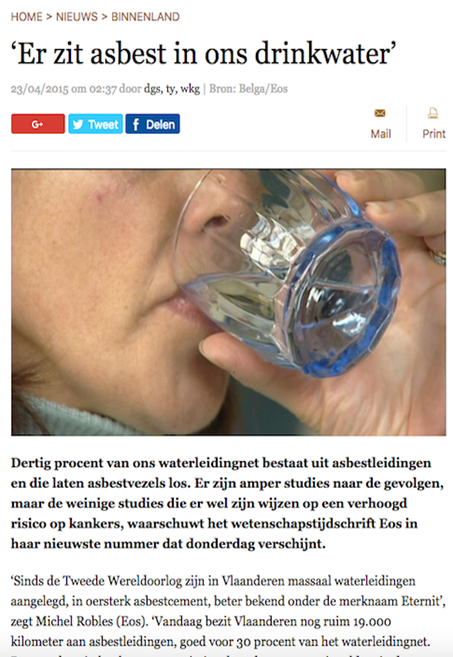 HOME > NIEUWS > BINNENLAND
‘Er zit asbest in ons drinkwater’
23/04/2015 om 02:37 door dgs, ty, wkg | Bron: Belga/Eos
G+ Tweet Delen Mail Print
Dertig procent van ons waterleidingnet bestaat uit asbestleidingen
en die laten asbestvezels los. Er zijn amper studies naar de gevolgen,
maar de weinige studies die er wel zijn wijzen op een verhoogd
risico op kankers, waarschuwt het wetenschapstijdschrift Eos in
haar nieuwste nummer dat donderdag verschijnt.
‘Sinds de Tweede Wereldoorlog zijn in Vlaanderen massaal waterleidingen
aangelegd, in oersterk asbestcement, beter bekend onder de merknaam Eternit’,
zegt Michel Robles (Eos). ‘Vandaag bezit Vlaanderen nog ruim 19.000
kilometer aan asbestleidingen, goed voor 30 procent van het waterleidingnet.